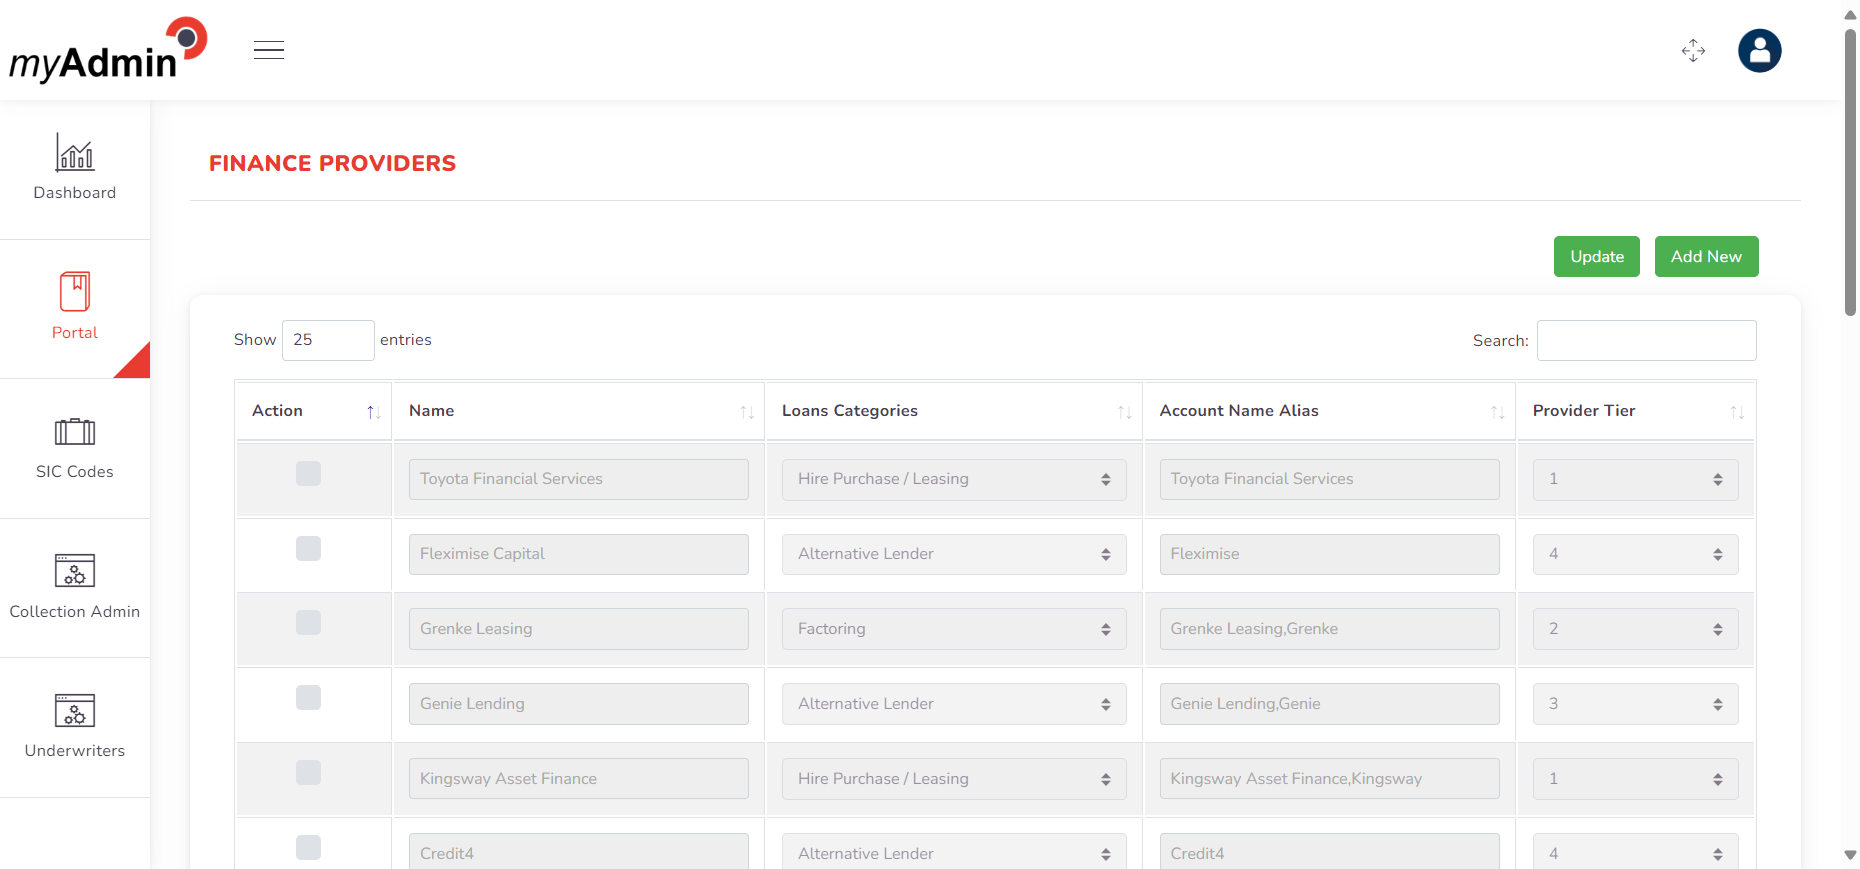 myAdmin
Dashboard
Portal
SIC Codes
Collection Admin
Underwriters
FINANCE PROVIDERS
Update Add New
Show 25 entries Search:
Action Name Loans Categories Account Name Alias Provider Tier
Toyota Financial Services Hire Purchase / Leasing Toyota Financial Services 1
Fleximise Capital Alternative Lender Fleximise 4
Grenke Leasing Factoring Grenke Leasing,Grenke 2
Genie Lending Alternative Lender Genie Lending,Genie 3
Kingsway Asset Finance Hire Purchase / Leasing Kingsway Asset Finance,Kingsway 1
Credit4 Alternative Lender Credit4 4